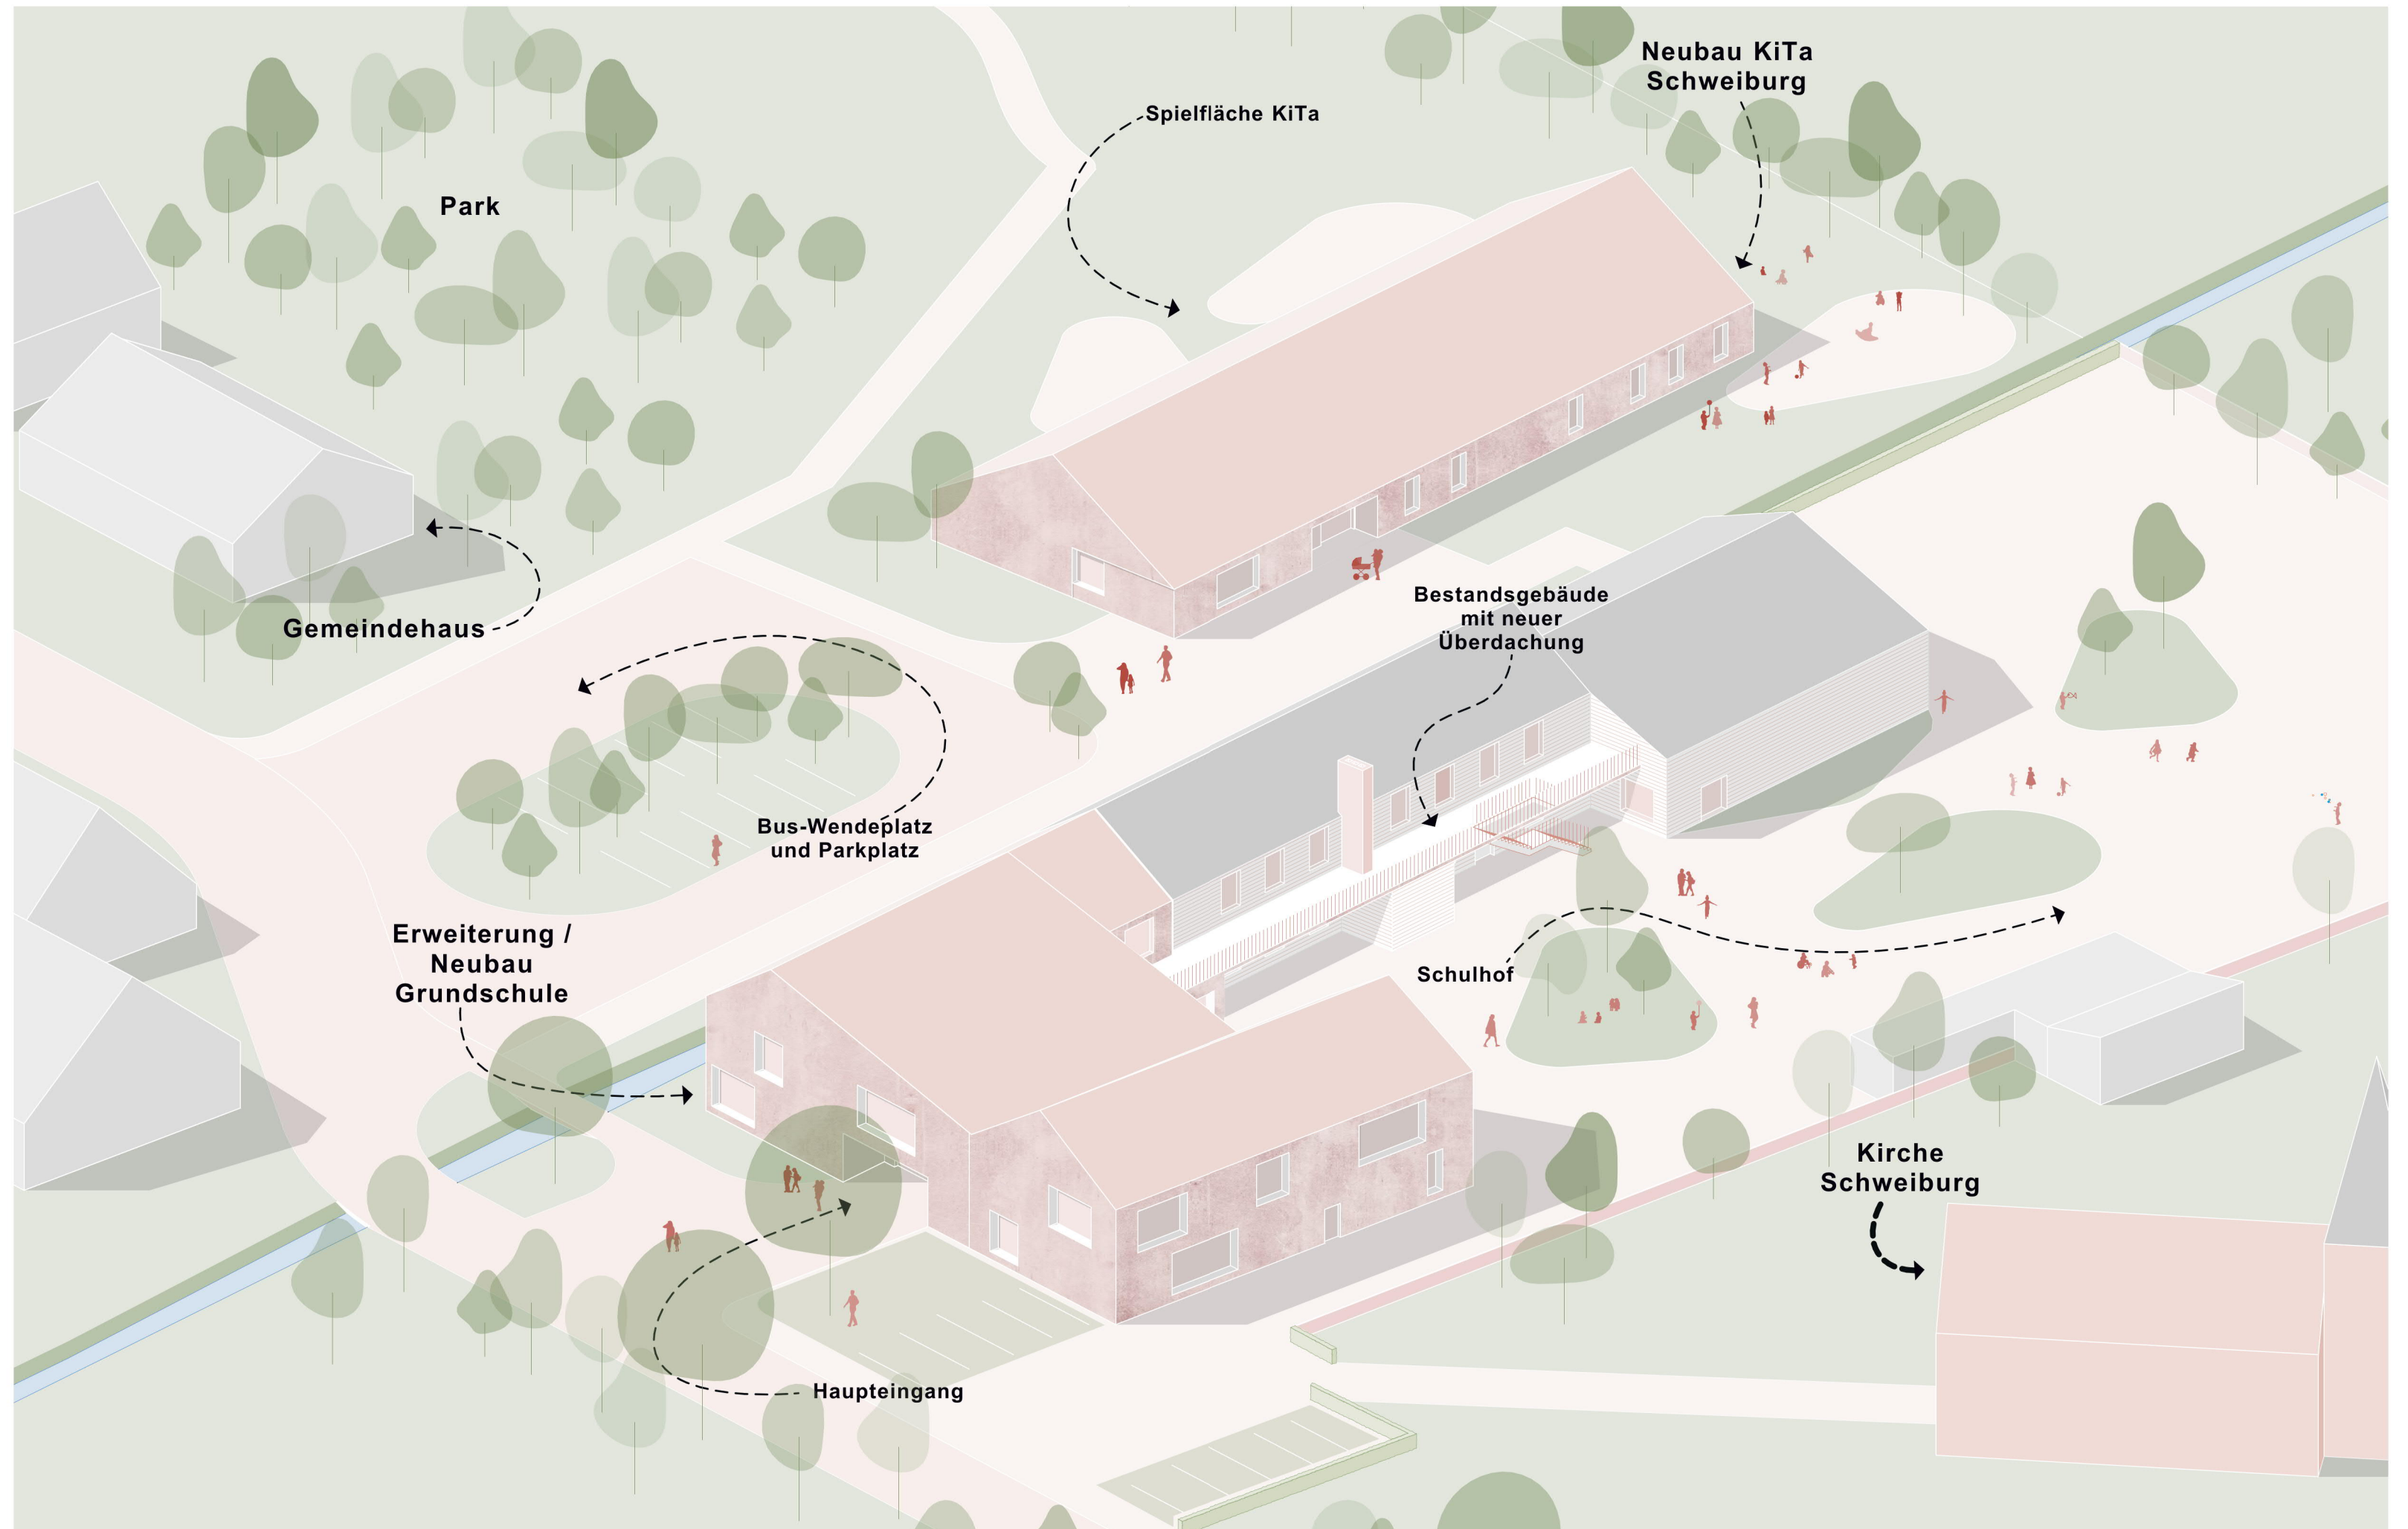 Neubau KiTa
Schweiburg
Spielfläche KiTa
Park
Gemeindehaus
Bestandsgebäude
mit neuer
Überdachung
Bus-Wendeplatz
und Parkplatz
Erweiterung /
Neubau
Grundschule
Schulhof
Kirche
Schweiburg
Haupteingang